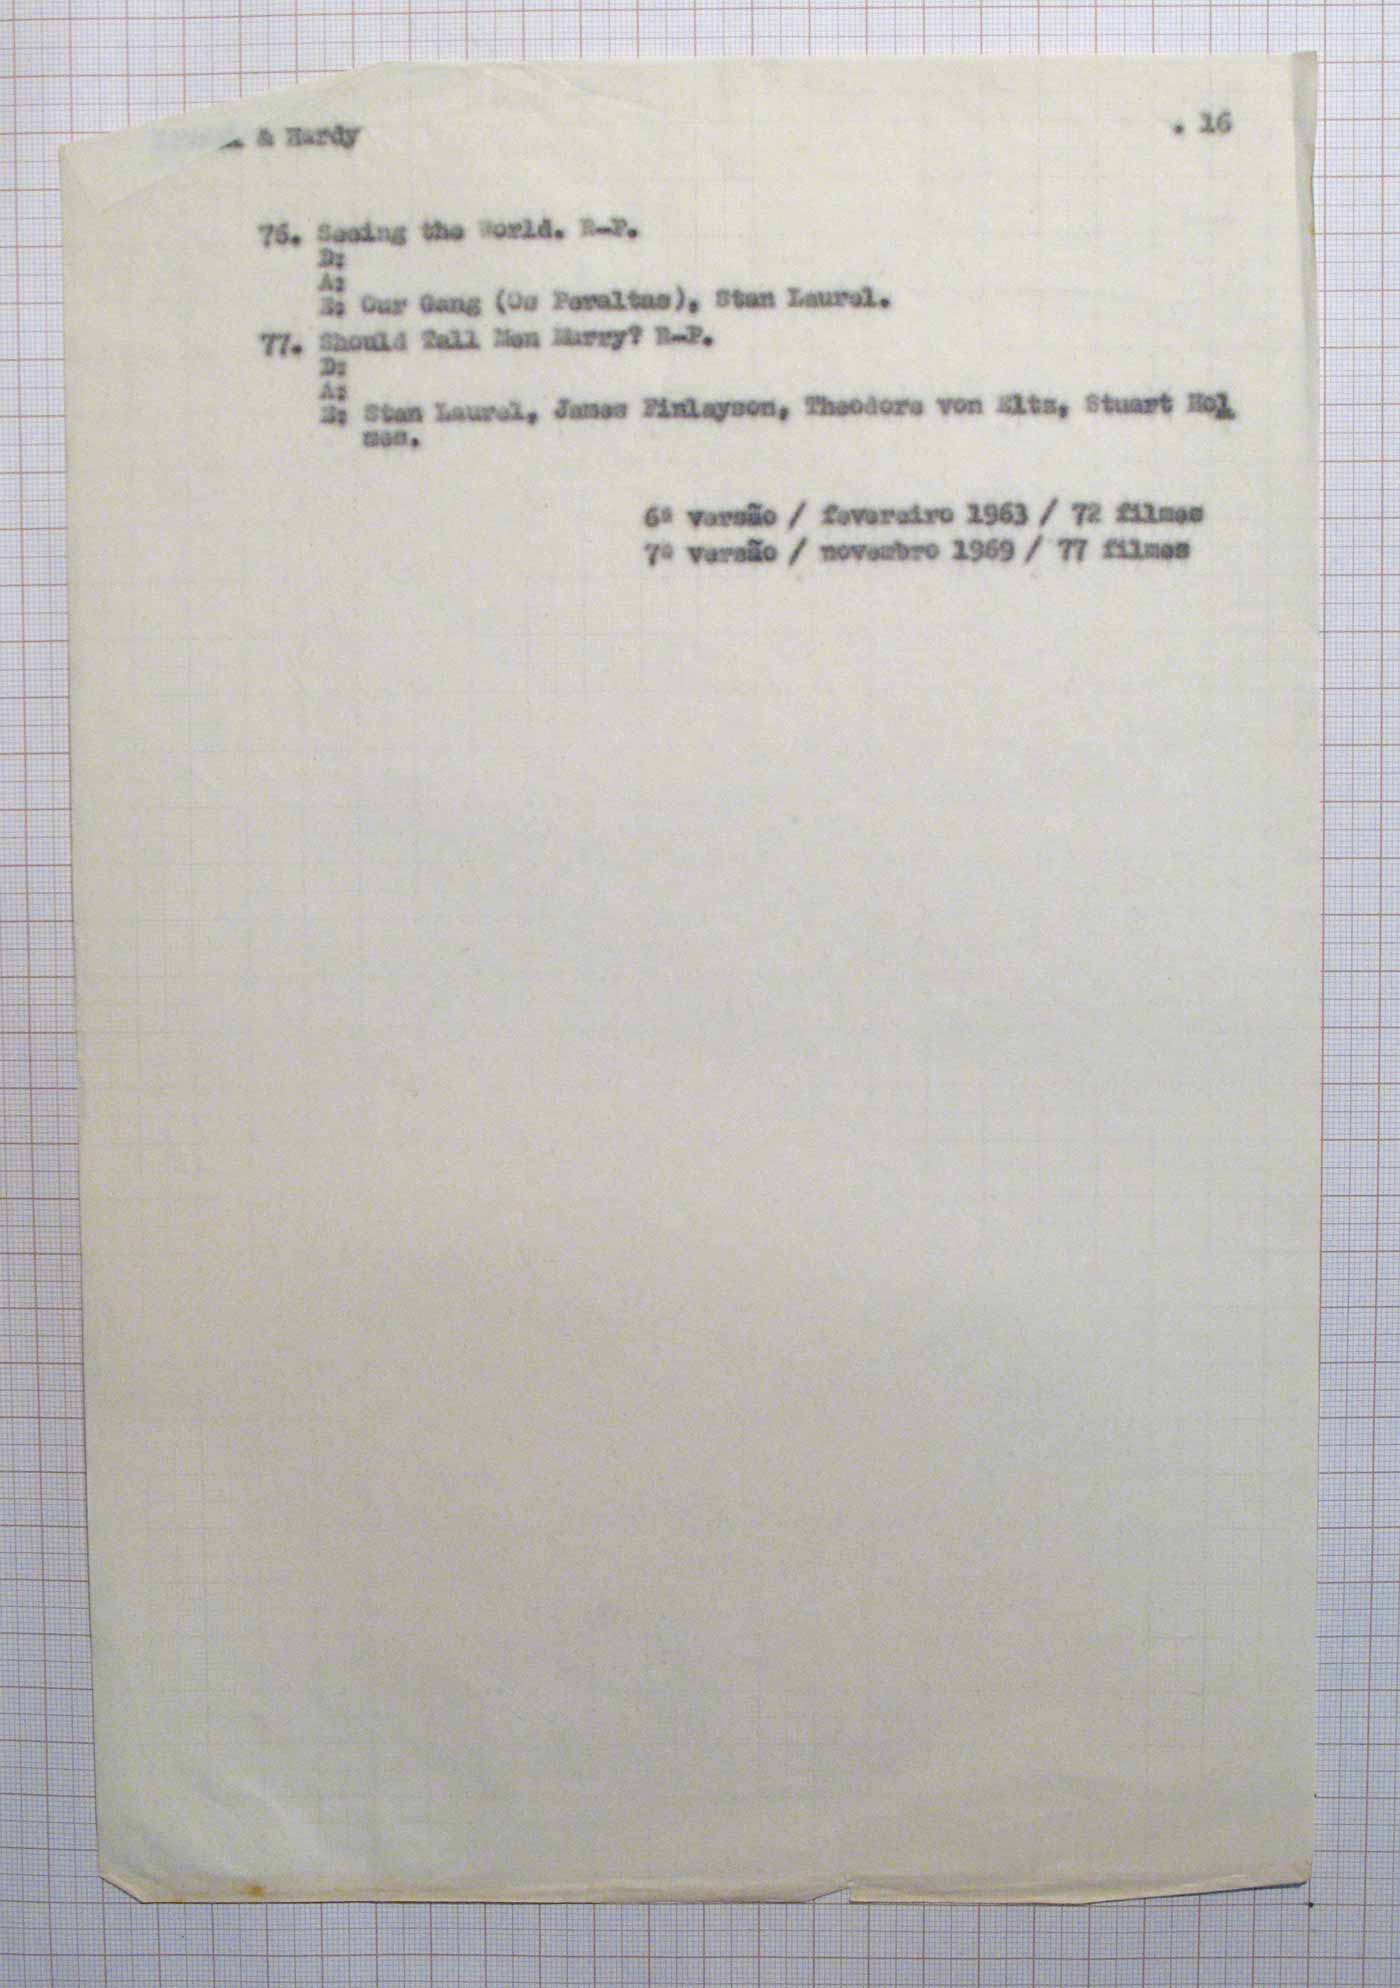 & Hardy
. 16
76. Seeing the World. R-P.
D:
A:
E: Our Gang (Os Peraltas), Stan Laurel.
77. Should Tall Men Marry? R-P.
D:
A:
E: Stan Laurel, James Finlayson, Theodore von Eltz, Stuart Hol
mes.
6ª versão / fevereiro 1963 / 72 filmes
7ª versão / novembro 1969 / 77 filmes